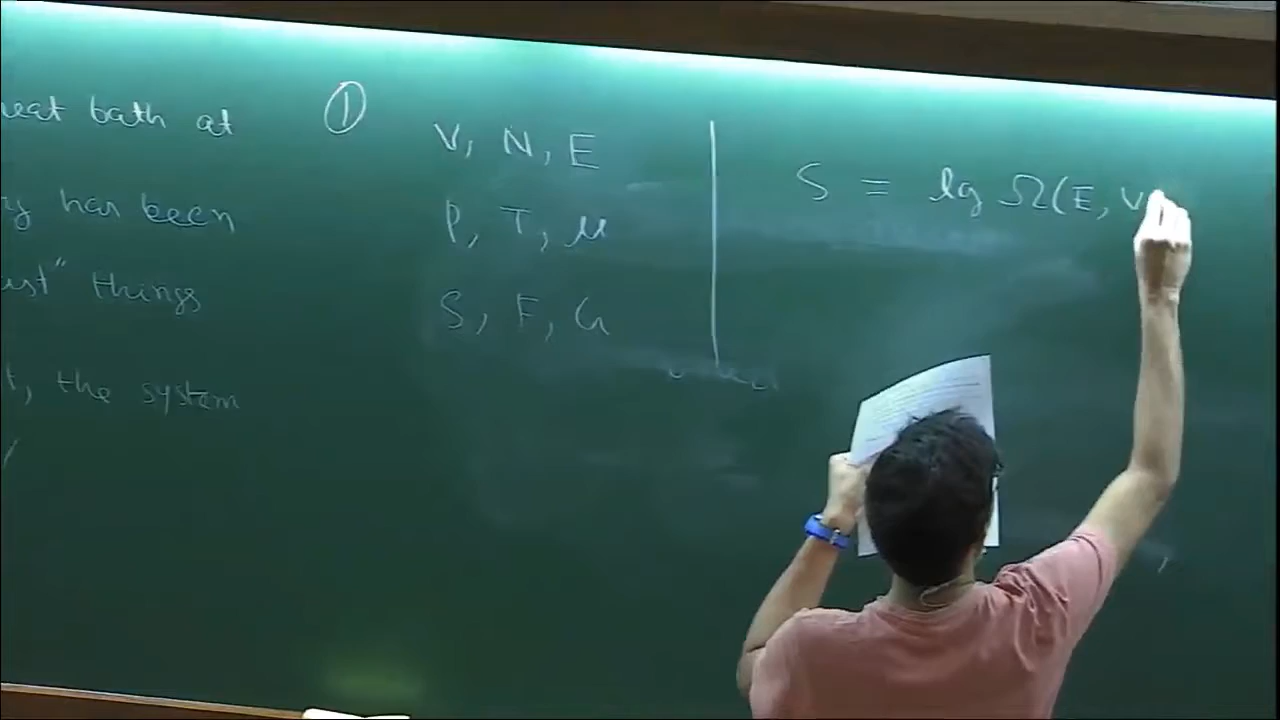 heat bath at
has been
things
, the system
①
V, N, E
P, T, μ
S, F, G
S = lg Ω(E, V